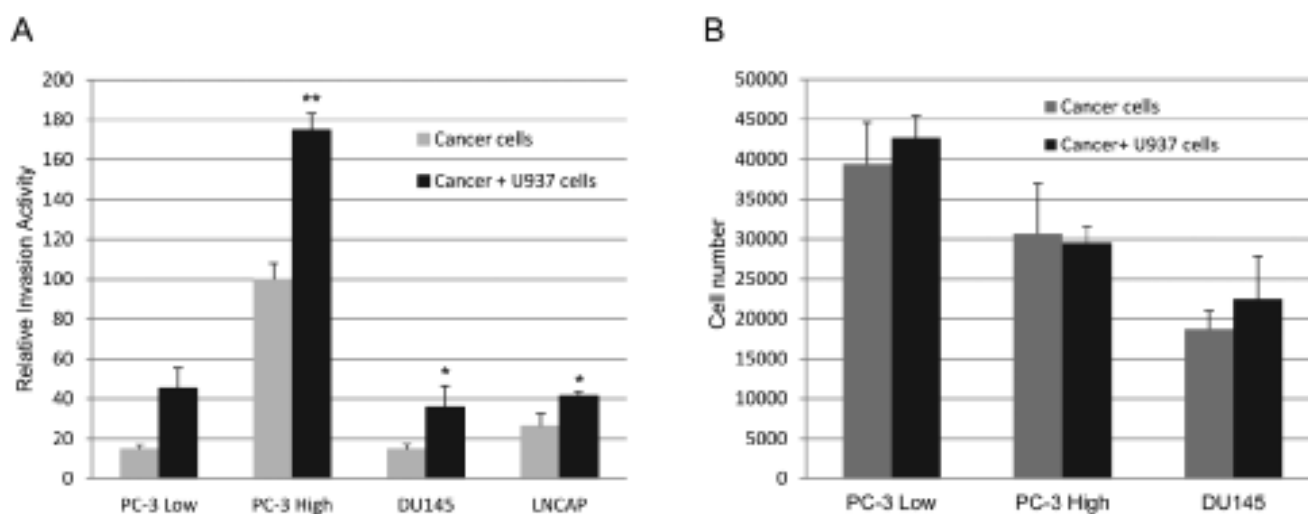 A
Relative Invasion Activity
200
180
160
140
120
100
80
60
40
20
0
**
*
*
Cancer cells
Cancer + U937 cells
PC-3 Low
PC-3 High
DU145
LNCAP
B
Cell number
50000
45000
40000
35000
30000
25000
20000
15000
10000
5000
0
Cancer cells
Cancer+ U937 cells
PC-3 Low
PC-3 High
DU145